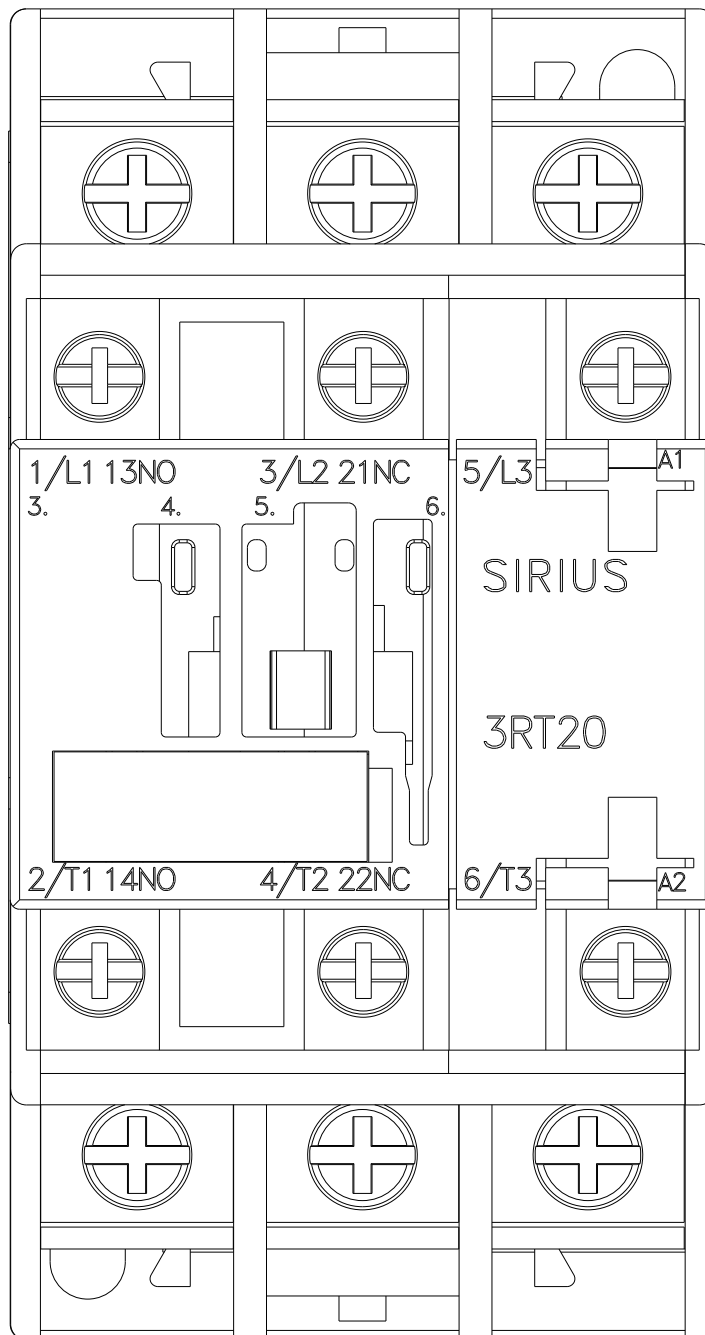 1/L1 13NO 3/L2 21NC 5/L3 A1
3. 4. 5. 6.
SIRIUS
3RT20
2/T1 14NO 4/T2 22NC 6/T3 A2